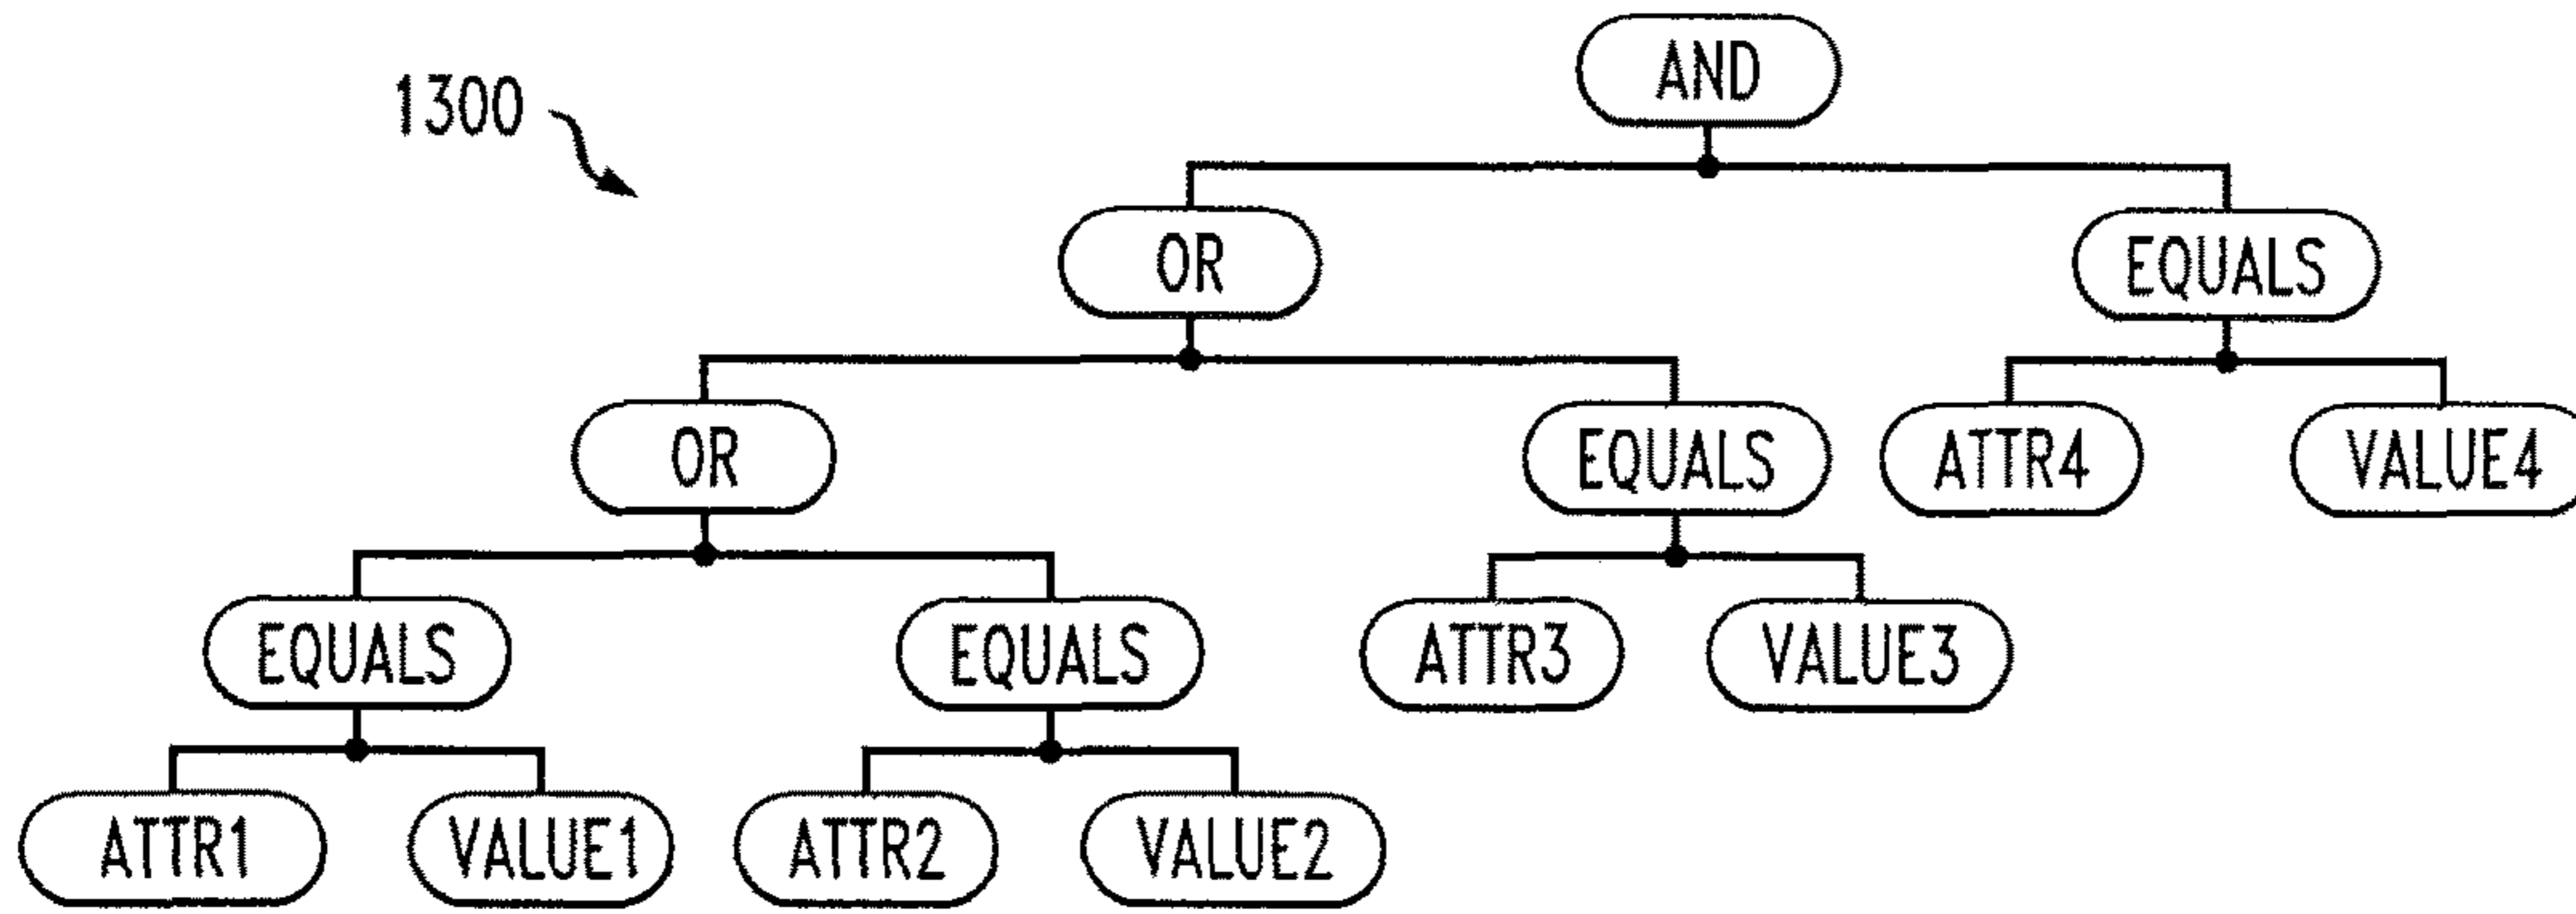 AND
1300
OR
EQUALS
OR
EQUALS
ATTR4
VALUE4
EQUALS
EQUALS
ATTR3
VALUE3
ATTR1
VALUE1
ATTR2
VALUE2